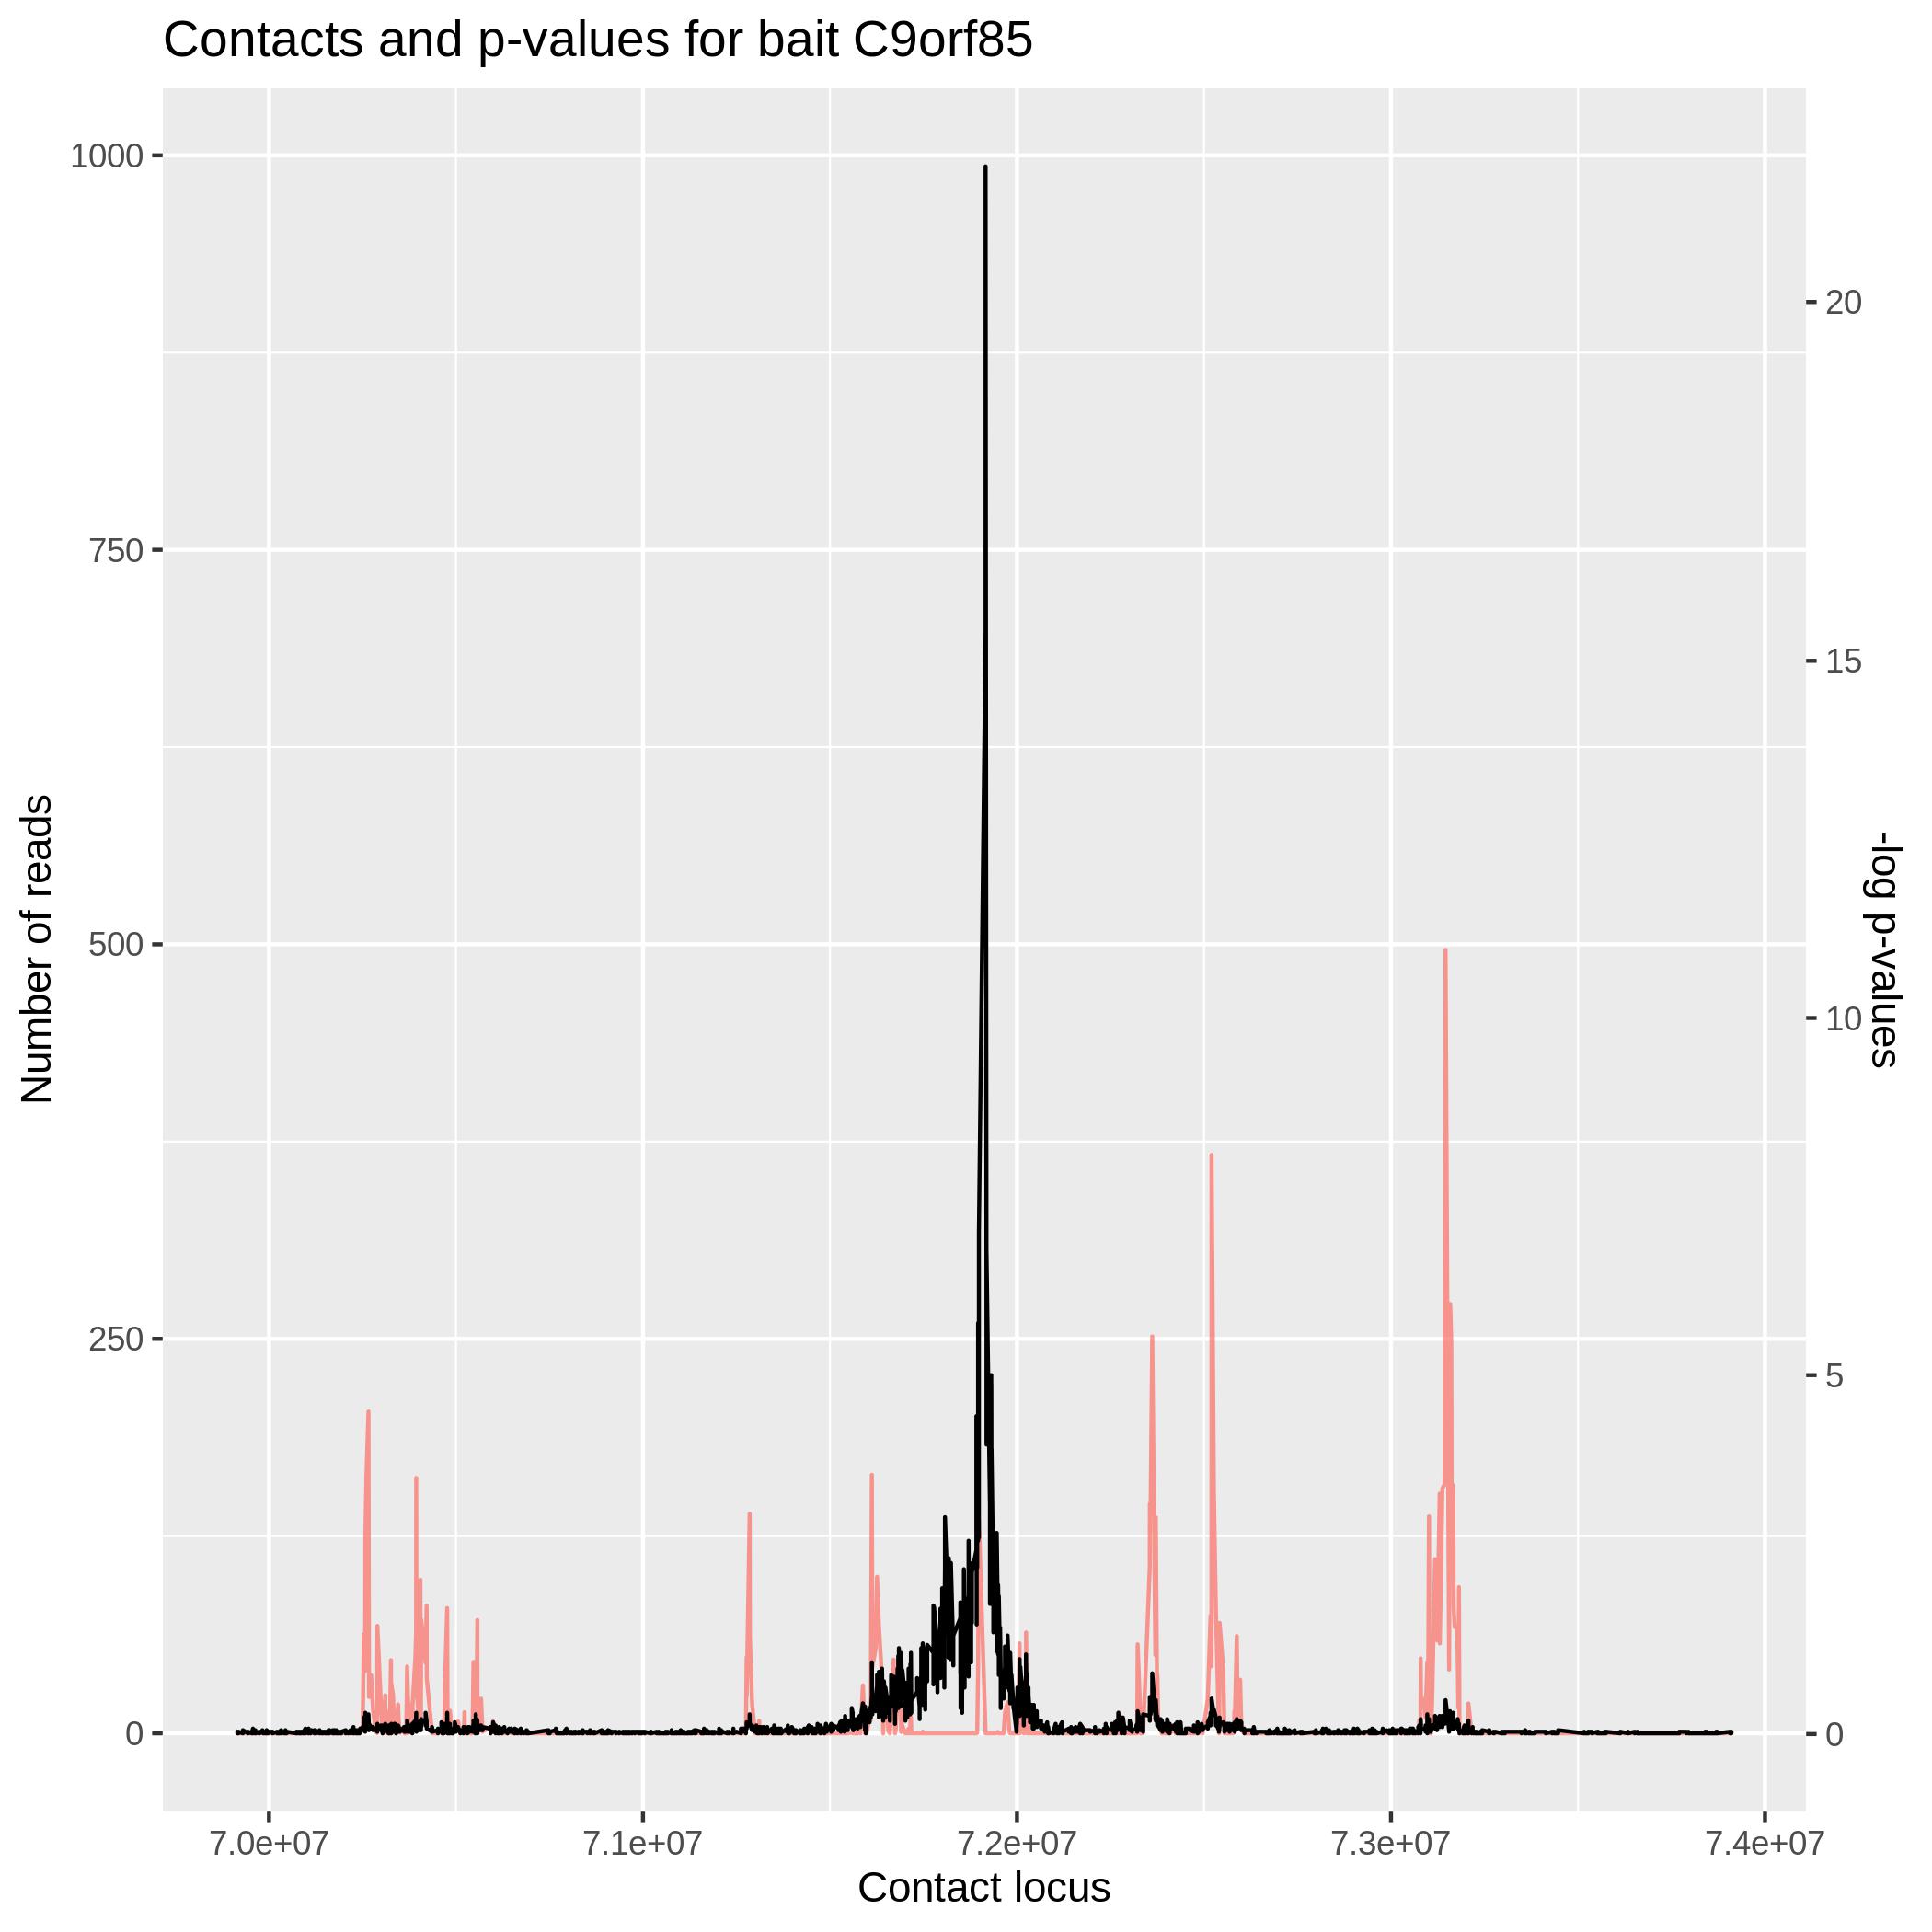 Contacts and p-values for bait C9orf85
1000
750
500
250
0
Number of reads
20
15
10
5
0
-log p-values
7.0e+07
7.1e+07
7.2e+07
7.3e+07
7.4e+07
Contact locus